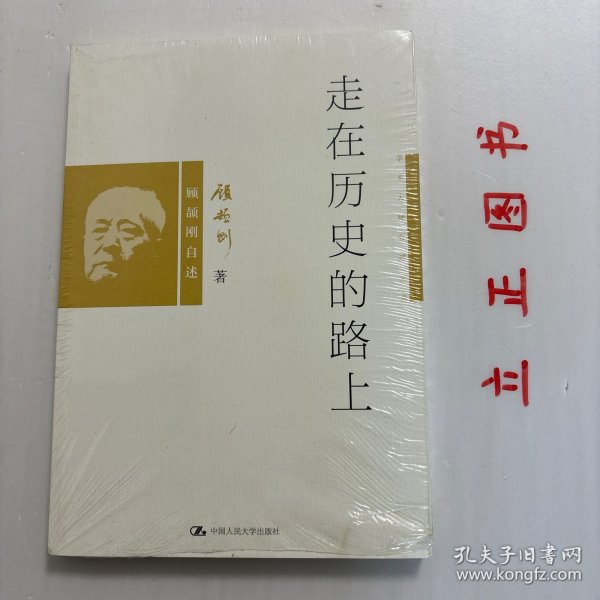 走在历史的路上
顾颉刚
著
顾颉刚自述
中国人民大学出版社
立正图书
孔夫子旧书网
www.kongfz.com